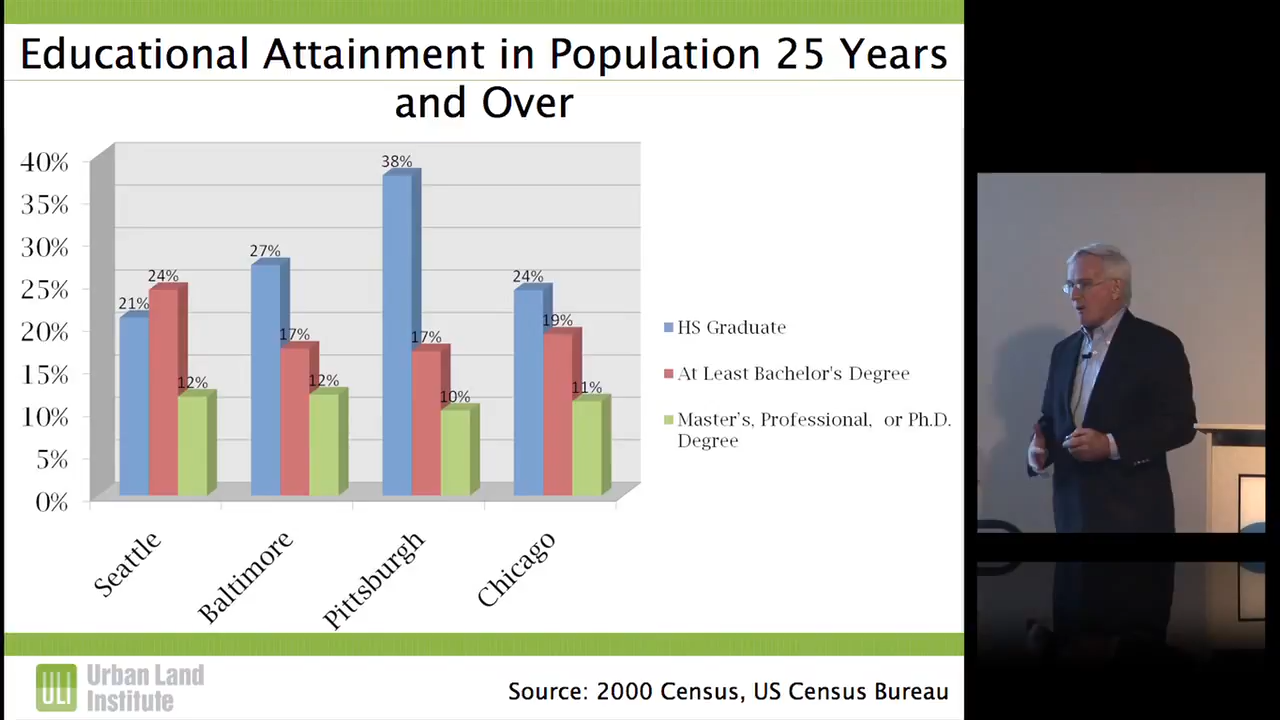 Educational Attainment in Population 25 Years
and Over
40%
35%
30%
25%
20%
15%
10%
5%
0%
21%
24%
12%
27%
17%
12%
38%
17%
10%
24%
19%
11%
Seattle
Baltimore
Pittsburgh
Chicago
HS Graduate
At Least Bachelor's Degree
Master's, Professional, or Ph.D.
Degree
ULI
Urban Land
Institute
Source: 2000 Census, US Census Bureau